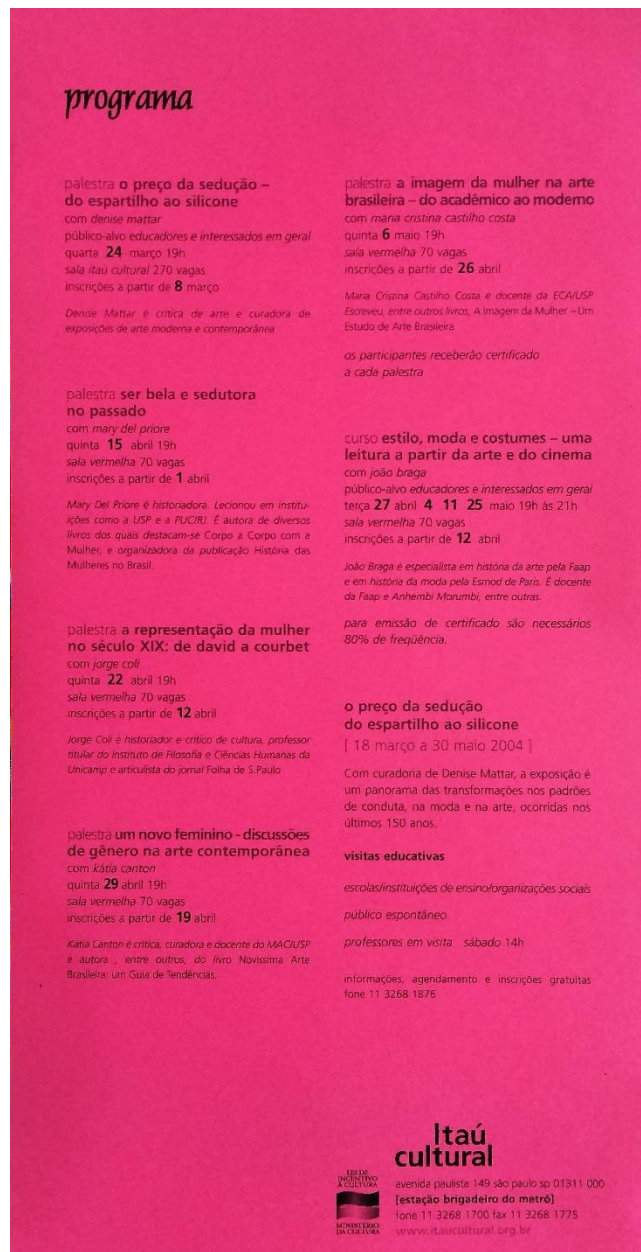 programa
palestra o preço da sedução –
do espartilho ao silicone
com denise mattar
público-alvo educadores e interessados em geral
quarta 24 março 19h
sala itaú cultural 270 vagas
inscrições a partir de 8 março
Denise Mattar é crítica de arte e curadora de
exposições de arte moderna e contemporânea
palestra ser bela e sedutora
no passado
com mary del priore
quinta 15 abril 19h
sala vermelha 70 vagas
inscrições a partir de 1 abril
Mary Del Priore é historiadora. Lecionou em institu-
ições como a USP e a PUC/RJ. É autora de diversos
livros dos quais destacam-se Corpo a Corpo com a
Mulher, e organizadora da publicação História das
Mulheres no Brasil.
palestra a representação da mulher
no século XIX: de david a courbet
com jorge coli
quinta 22 abril 19h
sala vermelha 70 vagas
inscrições a partir de 12 abril
Jorge Coli é historiador e crítico de cultura, professor
titular do Instituto de Filosofia e Ciências Humanas da
Unicamp e articulista do jornal Folha de S.Paulo
palestra um novo feminino - discussões
de gênero na arte contemporânea
com kátia canton
quinta 29 abril 19h
sala vermelha 70 vagas
inscrições a partir de 19 abril
Katia Canton é crítica, curadora e docente do MAC/USP
e autora , entre outros, do livro Novíssima Arte
Brasileira: um Guia de Tendências.
palestra a imagem da mulher na arte
brasileira – do acadêmico ao moderno
com maria cristina castilho costa
quinta 6 maio 19h
sala vermelha 70 vagas
inscrições a partir de 26 abril
Maria Cristina Castilho Costa é docente da ECA/USP
Escreveu, entre outros livros, A Imagem da Mulher – Um
Estudo de Arte Brasileira
os participantes receberão certificado
a cada palestra
curso estilo, moda e costumes – uma
leitura a partir da arte e do cinema
com joão braga
público-alvo educadores e interessados em geral
terça 27 abril 4 11 25 maio 19h às 21h
sala vermelha 70 vagas
inscrições a partir de 12 abril
João Braga é especialista em história da arte pela Faap
e em história da moda pela Esmod de Paris. É docente
da Faap e Anhembi Morumbi, entre outras.
para emissão de certificado são necessários
80% de freqüência.
o preço da sedução
do espartilho ao silicone
[ 18 março a 30 maio 2004 ]
Com curadoria de Denise Mattar, a exposição é
um panorama das transformações nos padrões
de conduta, na moda e na arte, ocorridas nos
últimos 150 anos.
visitas educativas
escolas/instituições de ensino/organizações sociais
público espontâneo
professores em visita sábado 14h
informações, agendamento e inscrições gratuitas
fone 11 3268 1876
Itaú
cultural
LEI DE
INCENTIVO
À CULTURA
MINISTÉRIO
DA CULTURA
avenida paulista 149 são paulo sp 01311 000
[estação brigadeiro do metrô]
fone 11 3268 1700 fax 11 3268 1775
www.itaucultural.org.br